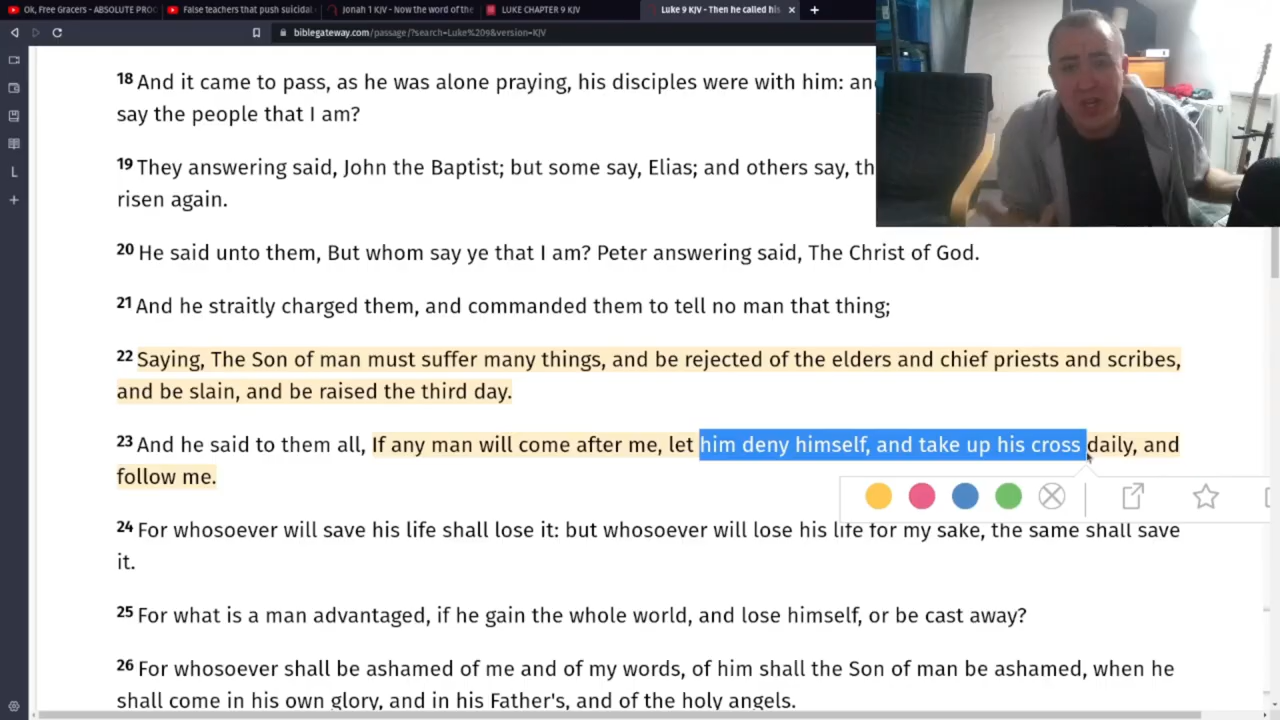 Ok, Free Gracers - ABSOLUTE PROC
False teachers that push suicidal
Jonah 1 KJV - Now the word of the
LUKE CHAPTER 9 KJV
Luke 9 KJV - Then he called his
biblegateway.com/passage/?search=Luke%209&version=KJV
L
18 And it came to pass, as he was alone praying, his disciples were with him: and
say the people that I am?
19 They answering said, John the Baptist; but some say, Elias; and others say, th
risen again.
20 He said unto them, But whom say ye that I am? Peter answering said, The Christ of God.
21 And he straitly charged them, and commanded them to tell no man that thing;
22 Saying, The Son of man must suffer many things, and be rejected of the elders and chief priests and scribes,
and be slain, and be raised the third day.
23 And he said to them all, If any man will come after me, let him deny himself, and take up his cross daily, and
follow me.
24 For whosoever will save his life shall lose it: but whosoever will lose his life for my sake, the same shall save
it.
25 For what is a man advantaged, if he gain the whole world, and lose himself, or be cast away?
26 For whosoever shall be ashamed of me and of my words, of him shall the Son of man be ashamed, when he
shall come in his own glory, and in his Father's, and of the holy angels.